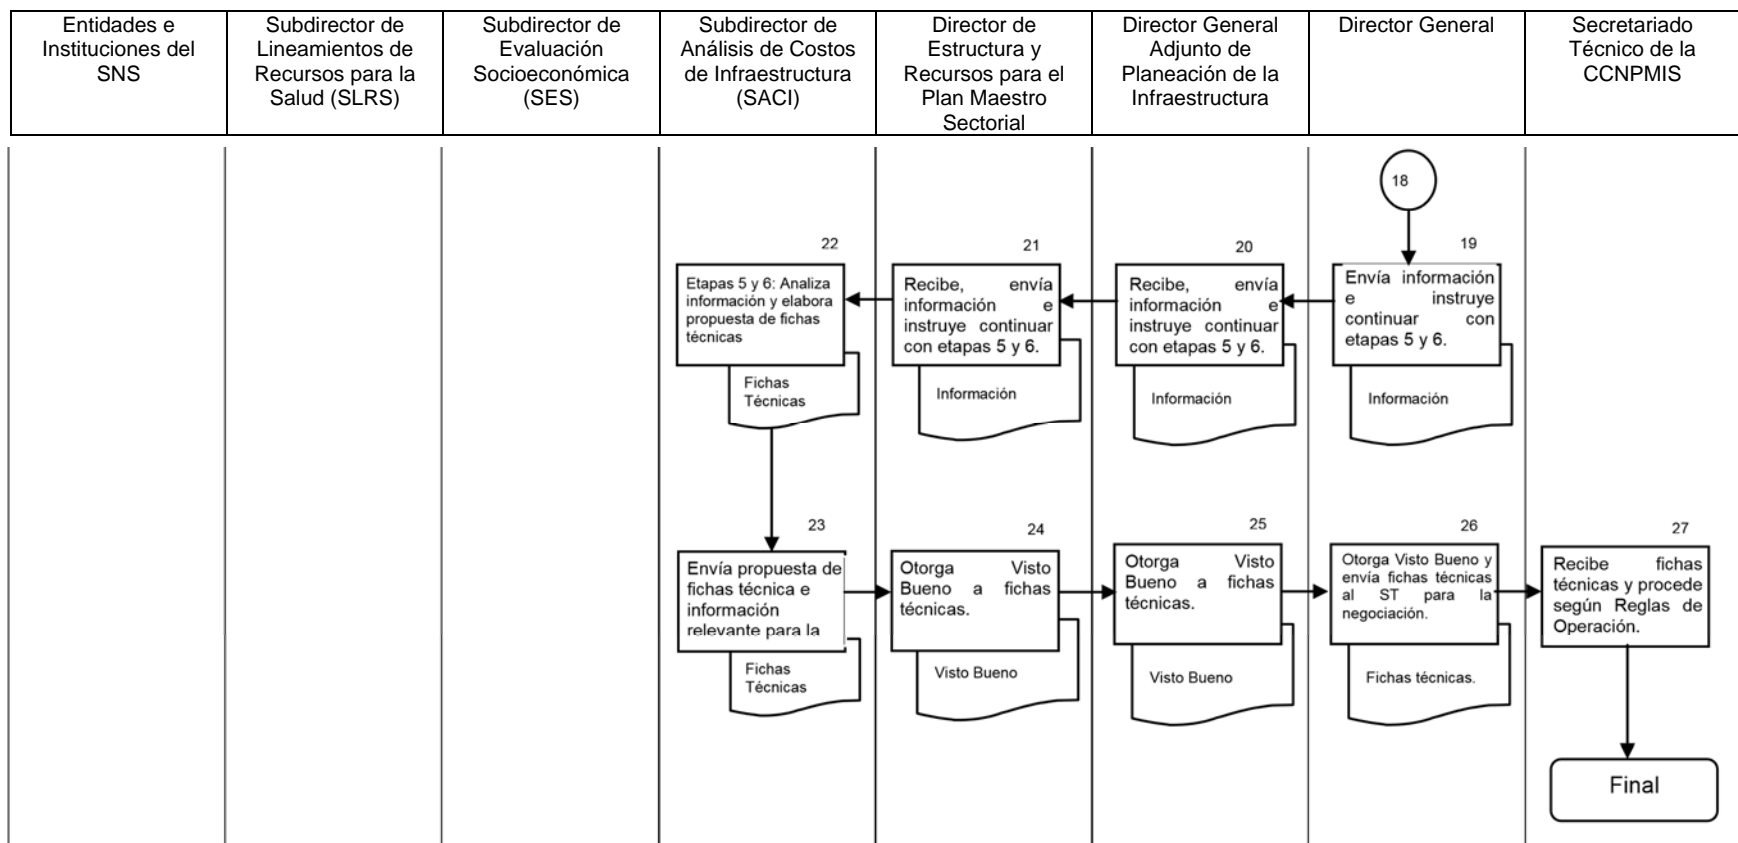 Entidades e
Instituciones del
SNS
Subdirector de
Lineamientos de
Recursos para la
Salud (SLRS)
Subdirector de
Evaluación
Socioeconómica
(SES)
Subdirector de
Análisis de Costos
de Infraestructura
(SACI)
Director de
Estructura y
Recursos para el
Plan Maestro
Sectorial
Director General
Adjunto de
Planeación de la
Infraestructura
Director General
Secretariado
Técnico de la
CCNPMIS
18
19
Envía información
e instruye
continuar con
etapas 5 y 6.
Información
20
Recibe, envía
información e
instruye continuar
con etapas 5 y 6.
Información
21
Recibe, envía
información e
instruye continuar
con etapas 5 y 6.
Información
22
Etapas 5 y 6: Analiza
información y elabora
propuesta de fichas
técnicas
Fichas
Técnicas
23
Envía propuesta de
fichas técnica e
información
relevante para la
Fichas
Técnicas
24
Otorga Visto
Bueno a fichas
técnicas.
Visto Bueno
25
Otorga Visto
Bueno a fichas
técnicas.
Visto Bueno
26
Otorga Visto Bueno y
envía fichas técnicas
al ST para la
negociación.
Fichas técnicas.
27
Recibe fichas
técnicas y procede
según Reglas de
Operación.
Final